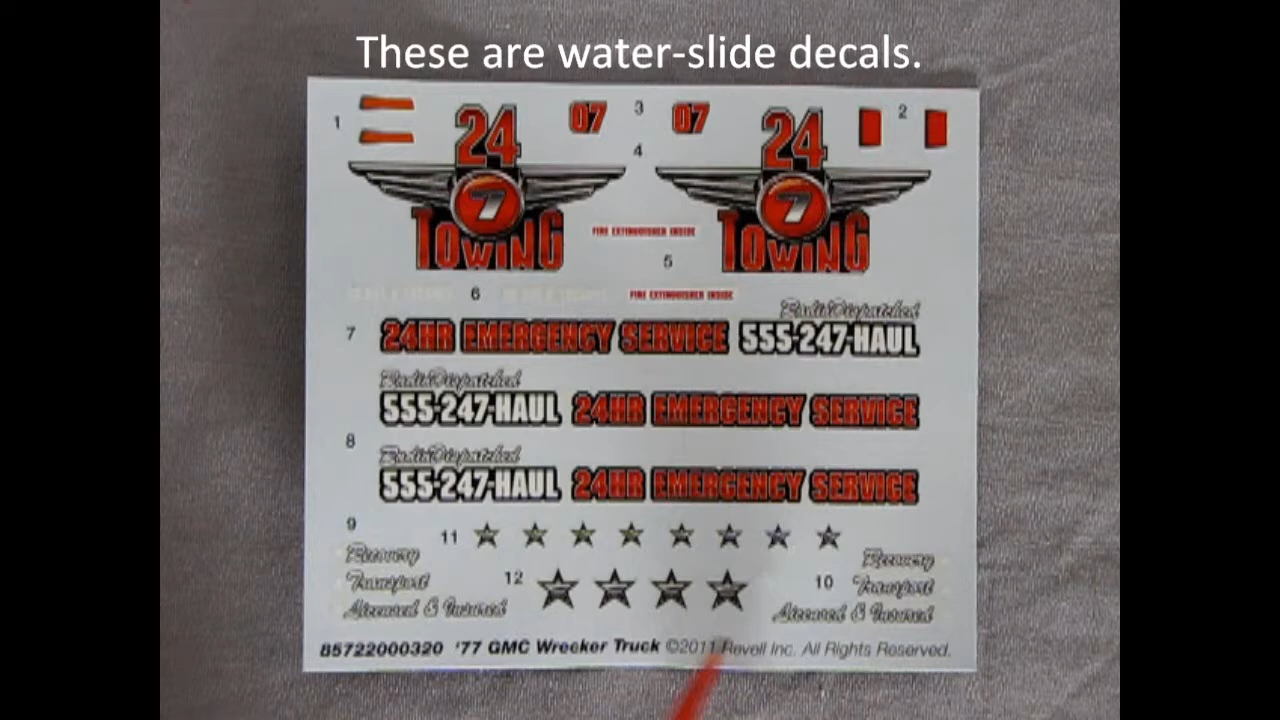 These are water-slide decals.
1
24
07
3
07
24
2
4
7
TOWING
7
TOWING
FIRE EXTINGUISHER INSIDE
5
6
FIRE EXTINGUISHER INSIDE
Radio Dispatched
7
24HR EMERGENCY SERVICE 555-247-HAUL
Radio Dispatched
555-247-HAUL 24HR EMERGENCY SERVICE
8
Radio Dispatched
555-247-HAUL 24HR EMERGENCY SERVICE
9
11
Recovery
Transport
Licensed & Insured
12
10
Recovery
Transport
Licensed & Insured
85722000320 '77 GMC Wrecker Truck ©2011 Revell Inc. All Rights Reserved.